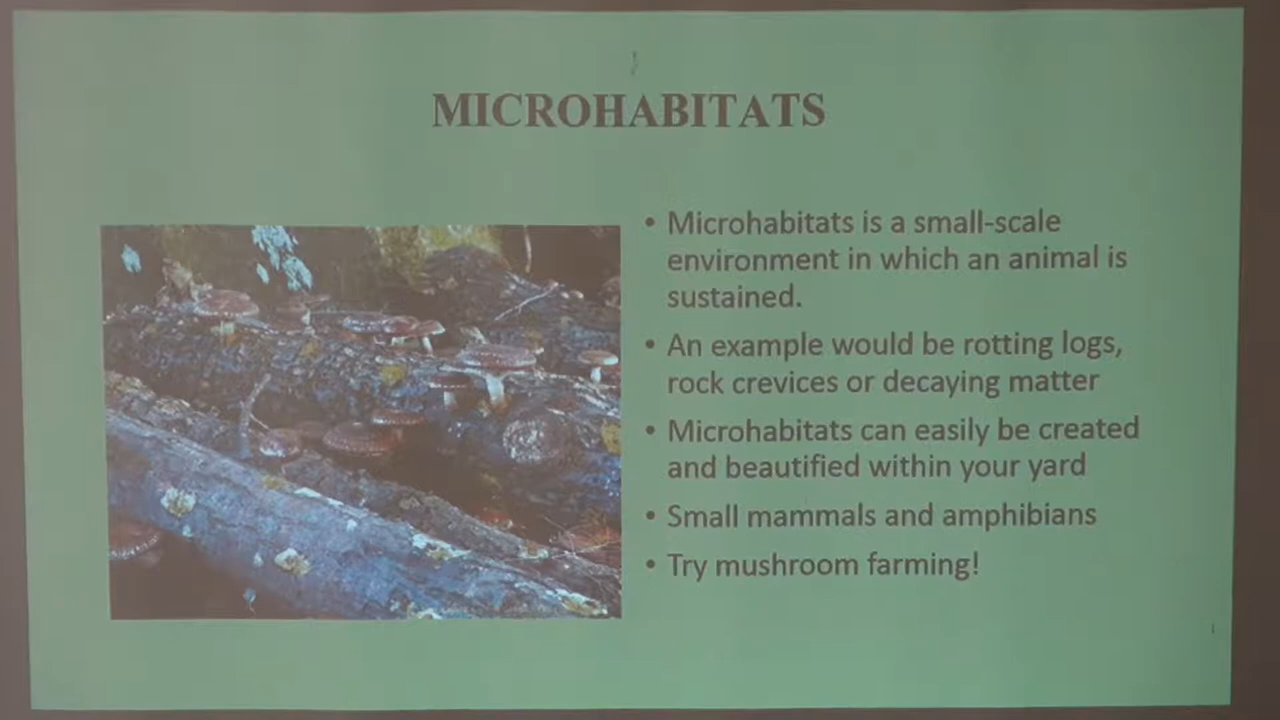 MICROHABITATS
• Microhabitats is a small-scale
environment in which an animal is
sustained.
• An example would be rotting logs,
rock crevices or decaying matter
• Microhabitats can easily be created
and beautified within your yard
• Small mammals and amphibians
• Try mushroom farming!